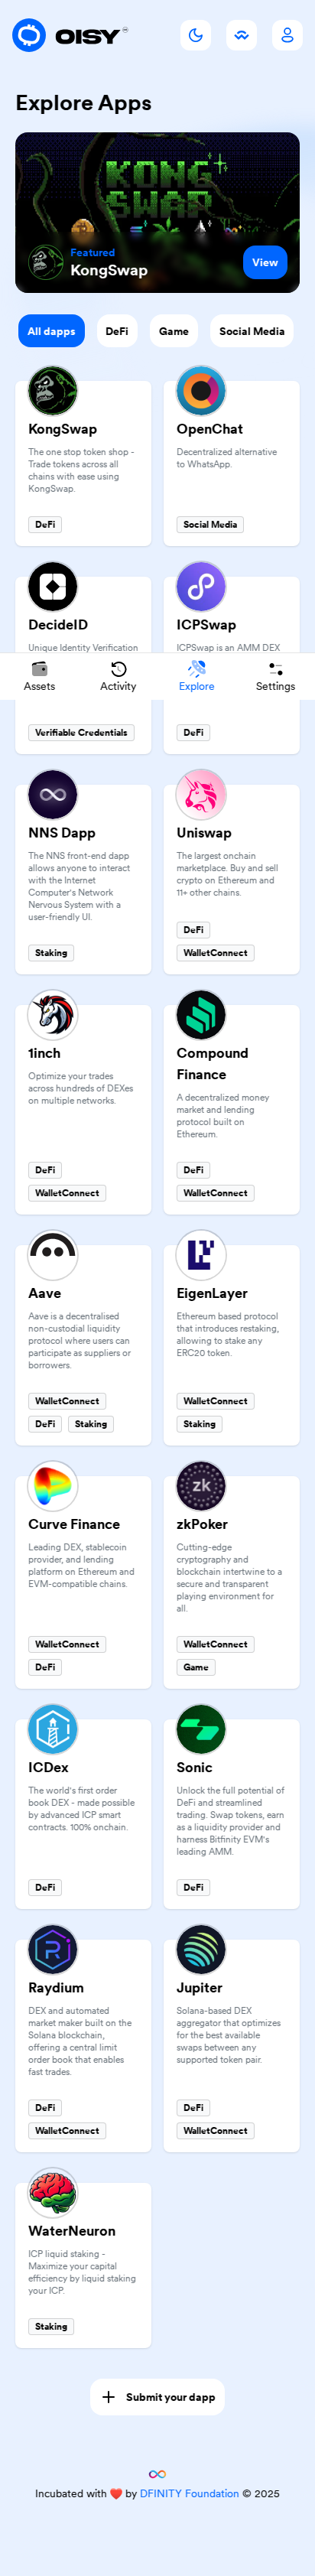 OISY
Explore Apps
KONG
SWAP
Featured
KongSwap
View
All dapps
DeFi
Game
Social Media
KongSwap
The one stop token shop -
Trade tokens across all
chains with ease using
KongSwap.
DeFi
OpenChat
Decentralized alternative
to WhatsApp.
Social Media
DecideID
Unique Identity Verification
Verifiable Credentials
ICPSwap
ICPSwap is an AMM DEX
DeFi
Assets
Activity
Explore
Settings
NNS Dapp
The NNS front-end dapp
allows anyone to interact
with the Internet
Computer's Network
Nervous System with a
user-friendly UI.
Staking
Uniswap
The largest onchain
marketplace. Buy and sell
crypto on Ethereum and
11+ other chains.
DeFi
WalletConnect
1inch
Optimize your trades
across hundreds of DEXes
on multiple networks.
DeFi
WalletConnect
Compound
Finance
A decentralized money
market and lending
protocol built on
Ethereum.
DeFi
WalletConnect
Aave
Aave is a decentralised
non-custodial liquidity
protocol where users can
participate as suppliers or
borrowers.
WalletConnect
DeFi
Staking
EigenLayer
Ethereum based protocol
that introduces restaking,
allowing to stake any
ERC20 token.
WalletConnect
Staking
Curve Finance
Leading DEX, stablecoin
provider, and lending
platform on Ethereum and
EVM-compatible chains.
WalletConnect
DeFi
zk
zkPoker
Cutting-edge
cryptography and
blockchain intertwine to a
secure and transparent
playing environment for
all.
WalletConnect
Game
ICDex
The world's first order
book DEX - made possible
by advanced ICP smart
contracts. 100% onchain.
DeFi
Sonic
Unlock the full potential of
DeFi and streamlined
trading. Swap tokens, earn
as a liquidity provider and
harness Bitfinity EVM's
leading AMM.
DeFi
Raydium
DEX and automated
market maker built on the
Solana blockchain,
offering a central limit
order book that enables
fast trades.
DeFi
WalletConnect
Jupiter
Solana-based DEX
aggregator that optimizes
for the best available
swaps between any
supported token pair.
DeFi
WalletConnect
WaterNeuron
ICP liquid staking -
Maximize your capital
efficiency by liquid staking
your ICP.
Staking
Submit your dapp
Incubated with ❤️ by DFINITY Foundation © 2025